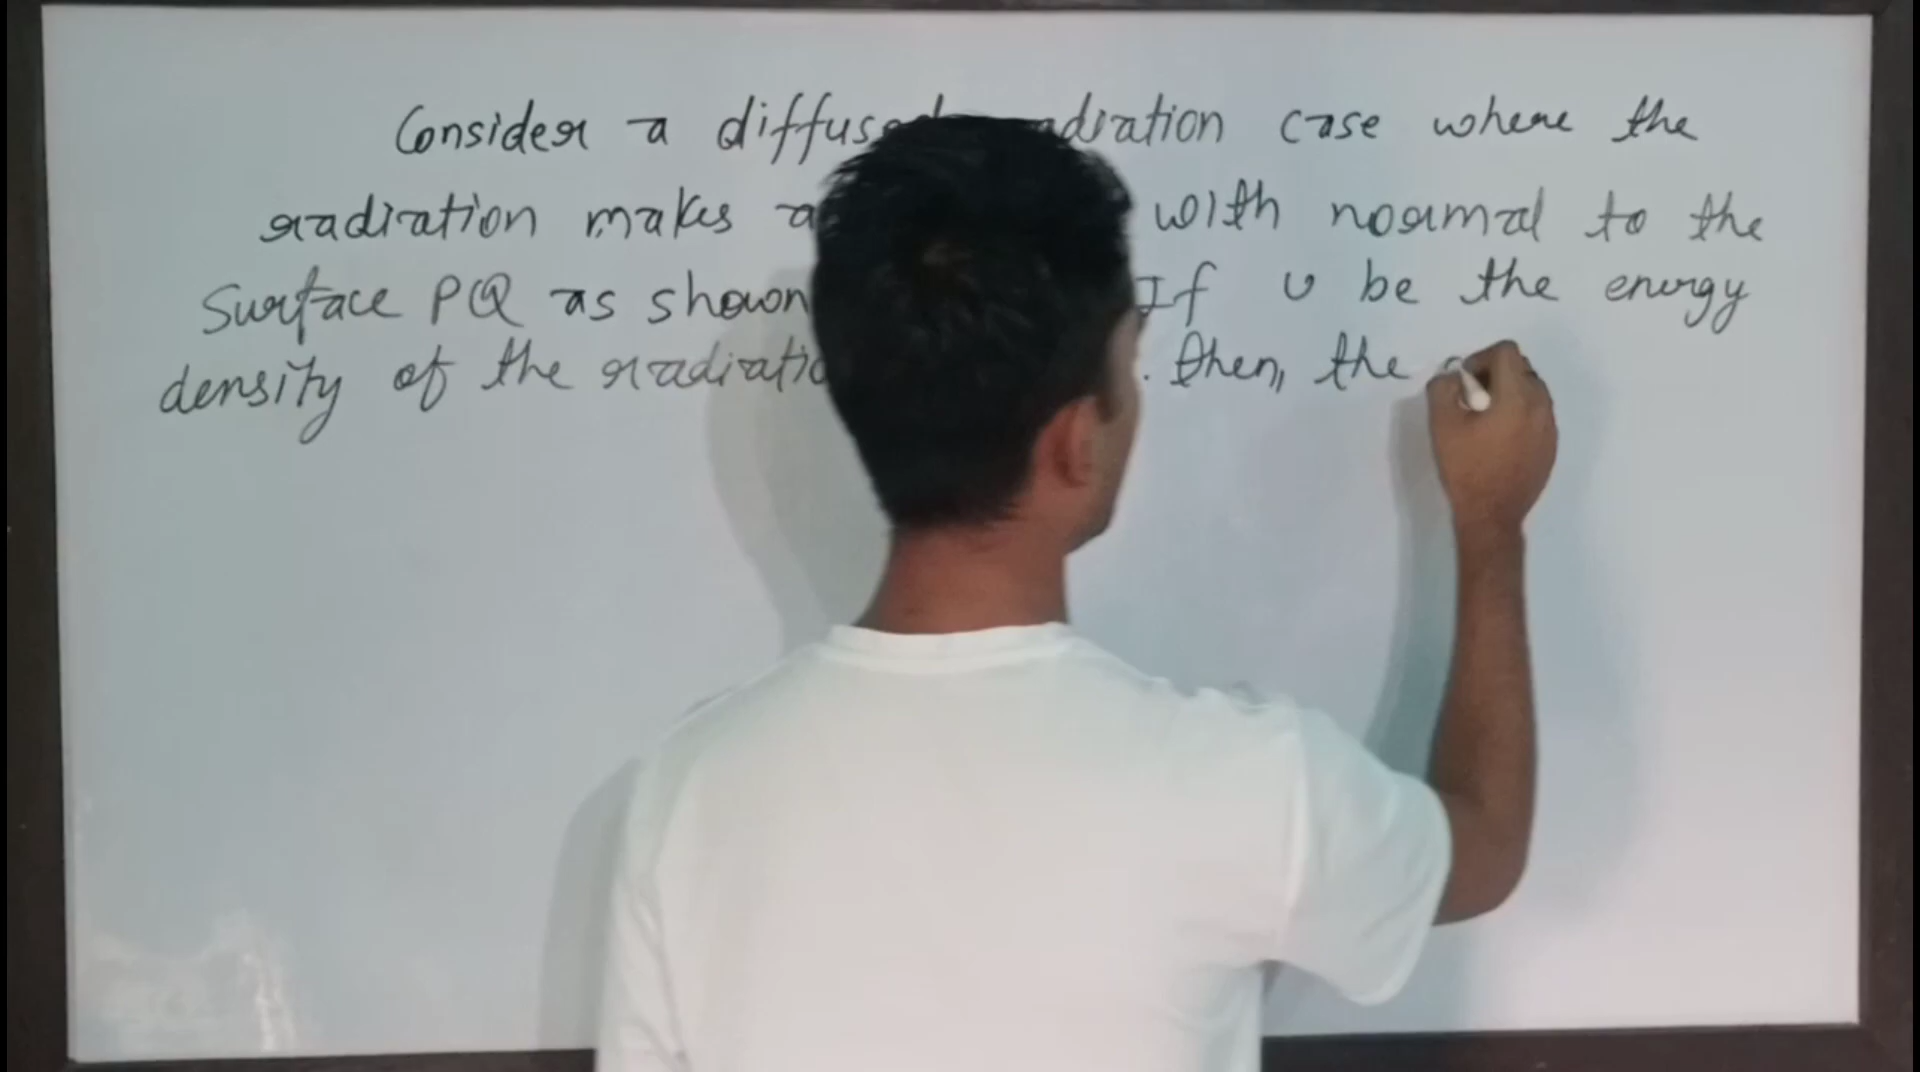 Consider a diffused radiation case where the
radiation makes with normal to the
Surface PQ as shown If U be the energy
density of the Then, the